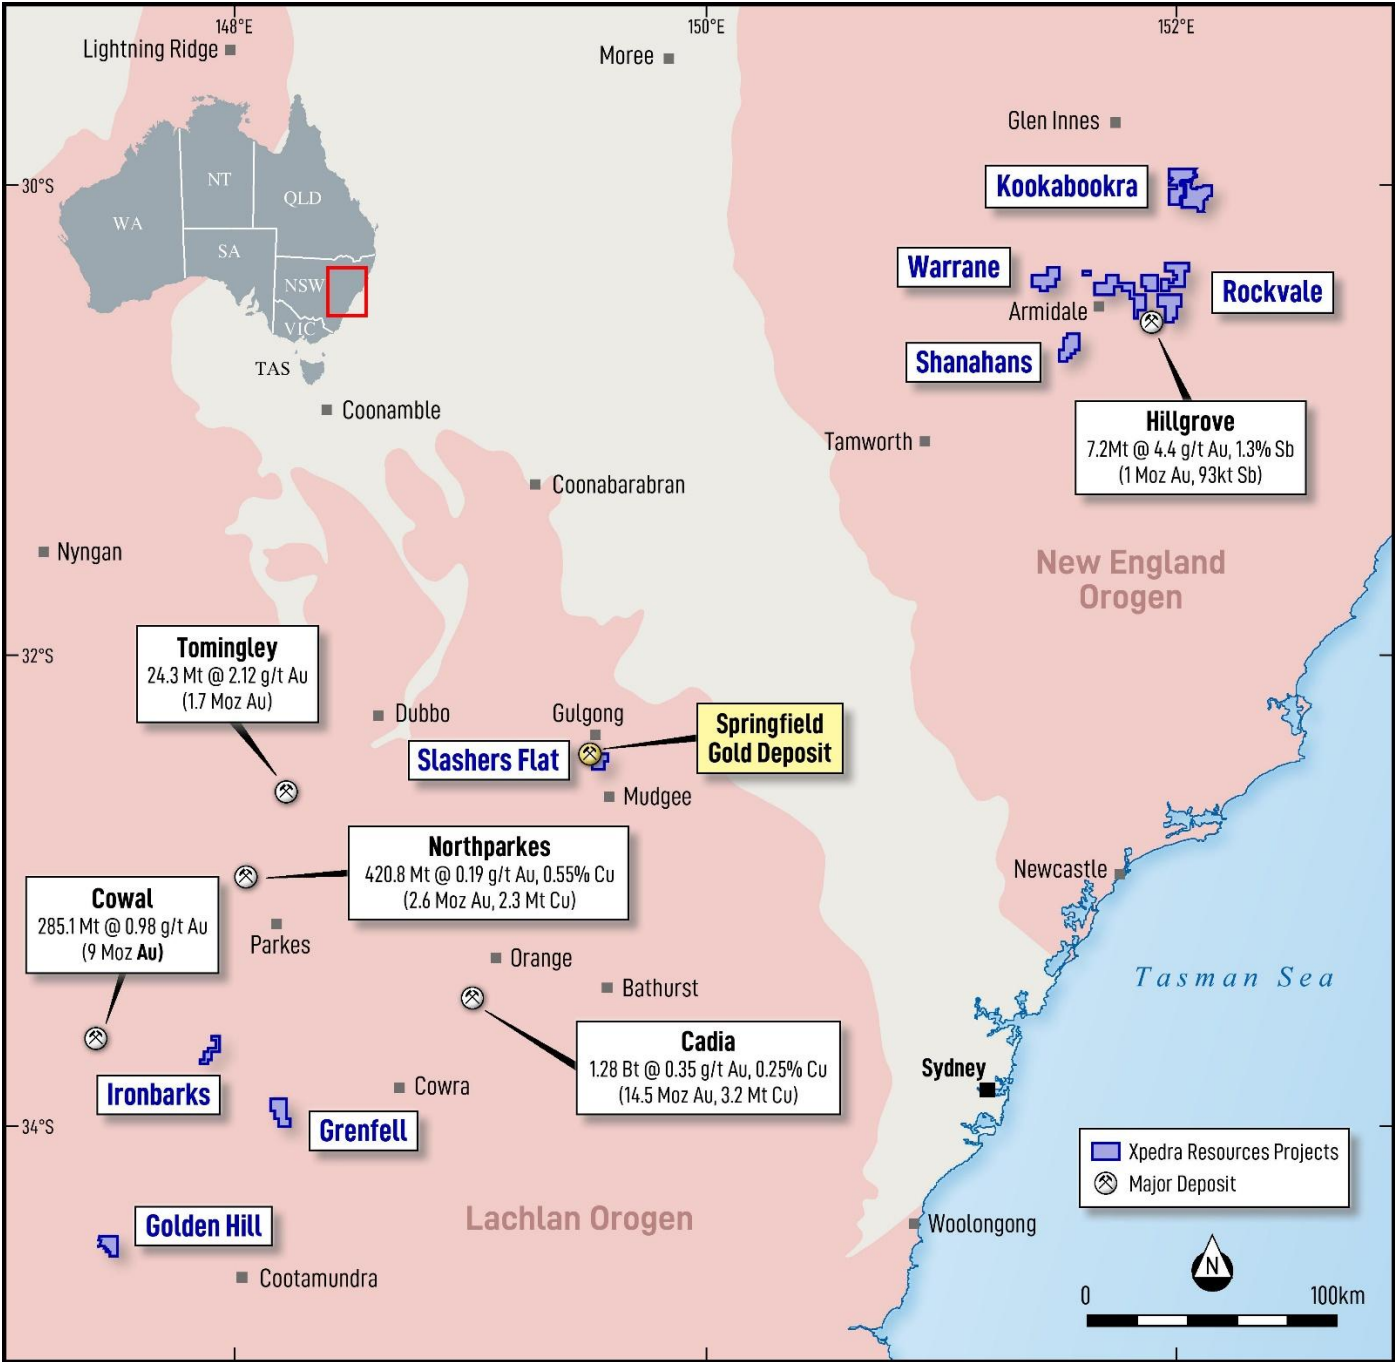 148°E
150°E
152°E
Lightning Ridge
Moree
Glen Innes
30°S
Kookabookra
NT
QLD
WA
SA
NSW
VIC
TAS
Warrane
Rockvale
Armidale
Shanahans
Coonamble
Hillgrove
7.2Mt @ 4.4 g/t Au, 1.3% Sb
(1 Moz Au, 93kt Sb)
Tamworth
Coonabarabran
Nyngan
New England
Orogen
32°S
Tomingley
24.3 Mt @ 2.12 g/t Au
(1.7 Moz Au)
Dubbo
Gulgong
Springfield
Gold Deposit
Slashers Flat
Mudgee
Northparkes
420.8 Mt @ 0.19 g/t Au, 0.55% Cu
(2.6 Moz Au, 2.3 Mt Cu)
Newcastle
Cowal
285.1 Mt @ 0.98 g/t Au
(9 Moz Au)
Parkes
Orange
Bathurst
Tasman Sea
Cadia
1.28 Bt @ 0.35 g/t Au, 0.25% Cu
(14.5 Moz Au, 3.2 Mt Cu)
Sydney
Ironbarks
Cowra
Grenfell
34°S
Xpedra Resources Projects
Major Deposit
Golden Hill
Lachlan Orogen
Woolongong
Cootamundra
N
0
100km